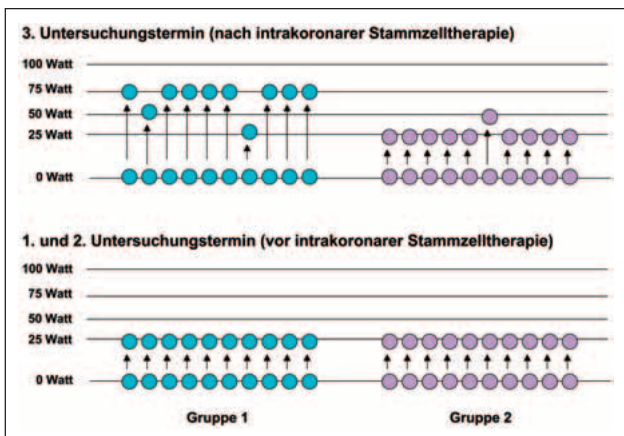 3. Untersuchungstermin (nach intrakoronarer Stammzelltherapie)
100 Watt
75 Watt
50 Watt
25 Watt
0 Watt
1. und 2. Untersuchungstermin (vor intrakoronarer Stammzelltherapie)
100 Watt
75 Watt
50 Watt
25 Watt
0 Watt
Gruppe 1 Gruppe 2